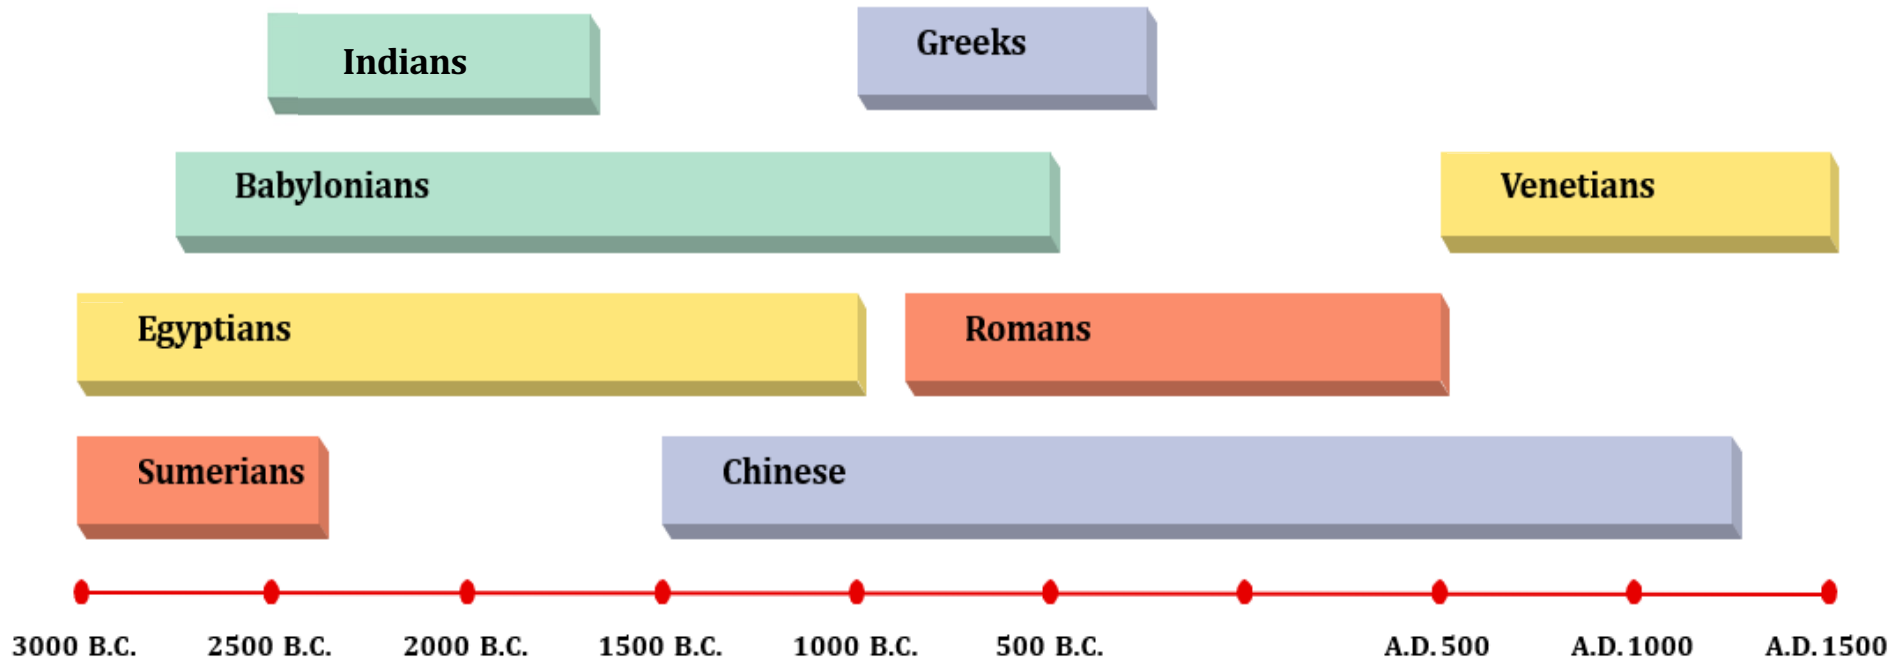 Indians
Greeks
Babylonians
Venetians
Egyptians
Romans
Sumerians
Chinese
3000 B.C. 2500 B.C. 2000 B.C. 1500 B.C. 1000 B.C. 500 B.C. A.D.500 A.D.1000 A.D.1500